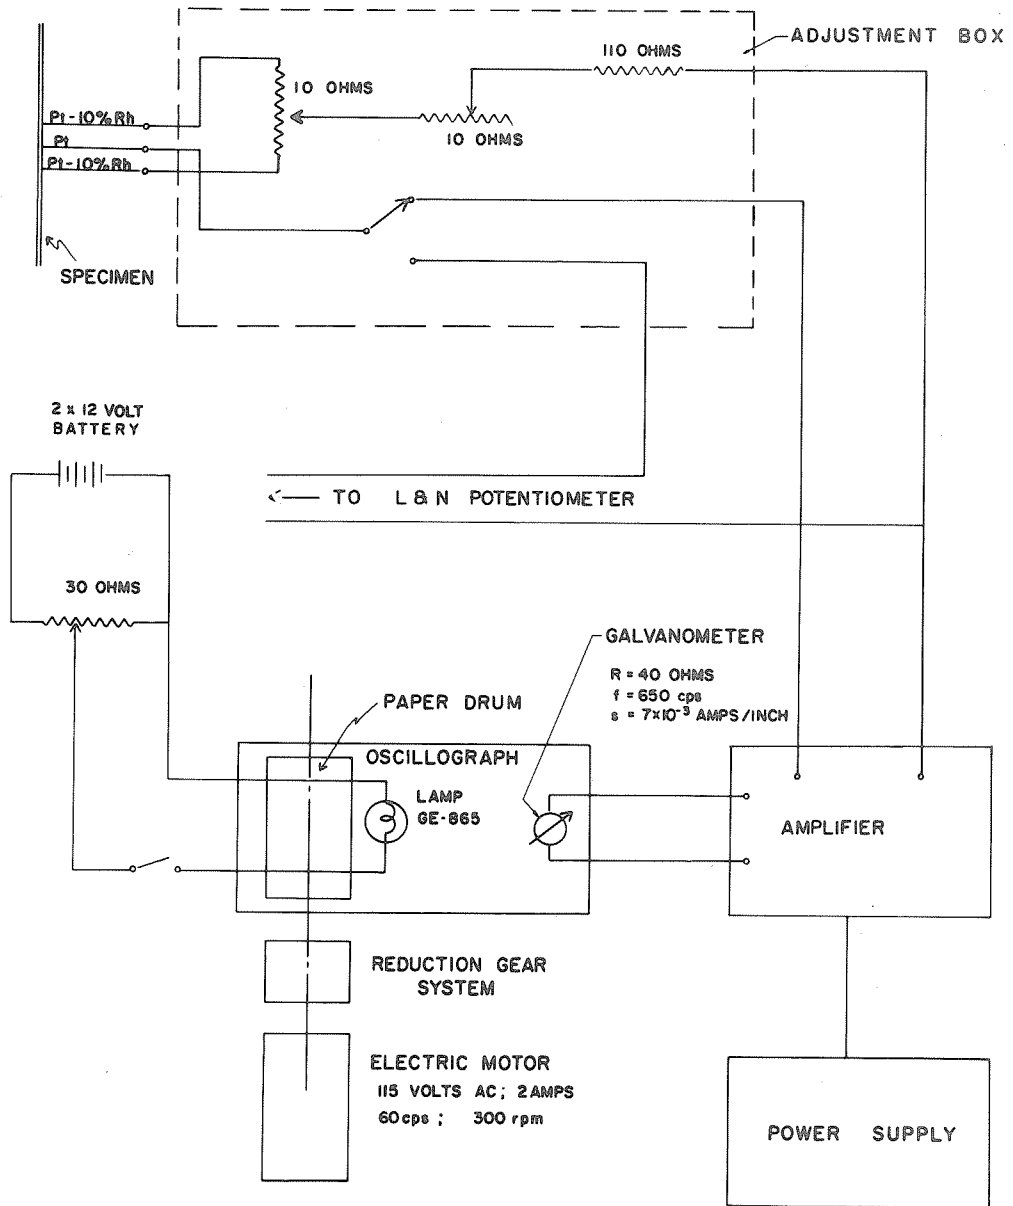 ADJUSTMENT BOX
110 OHMS
10 OHMS
10 OHMS
Pt-10%Rh
Pt
Pt-10%Rh
SPECIMEN
2 x 12 VOLT
BATTERY
TO L & N POTENTIOMETER
30 OHMS
GALVANOMETER
R = 40 OHMS
f = 650 cps
s = 7x10⁻³ AMPS/INCH
PAPER DRUM
OSCILLOGRAPH
LAMP
GE-865
AMPLIFIER
REDUCTION GEAR
SYSTEM
ELECTRIC MOTOR
115 VOLTS AC; 2 AMPS
60 cps; 300 rpm
POWER SUPPLY